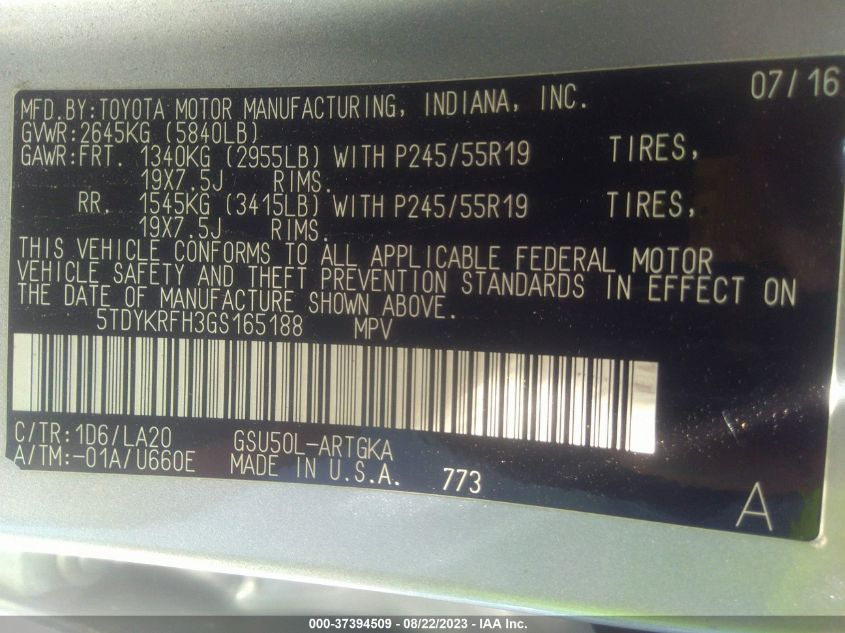 07/16
MFD.BY:TOYOTA MOTOR MANUFACTURING, INDIANA, INC.
GVWR:2645KG (5840LB)
GAWR:FRT. 1340KG (2955LB) WITH P245/55R19 TIRES,
19X7.5J RIMS.
RR. 1545KG (3415LB) WITH P245/55R19 TIRES,
19X7.5J RIMS.
THIS VEHICLE CONFORMS TO ALL APPLICABLE FEDERAL MOTOR
VEHICLE SAFETY AND THEFT PREVENTION STANDARDS IN EFFECT ON
THE DATE OF MANUFACTURE SHOWN ABOVE.
5TDYKRFH3GS165188 MPV
C/TR:1D6/LA20 GSU50L-ARTGKA
A/TM:-01A/U660E MADE IN U.S.A. 773
A
000-37394509 - 08/22/2023 - IAA Inc.